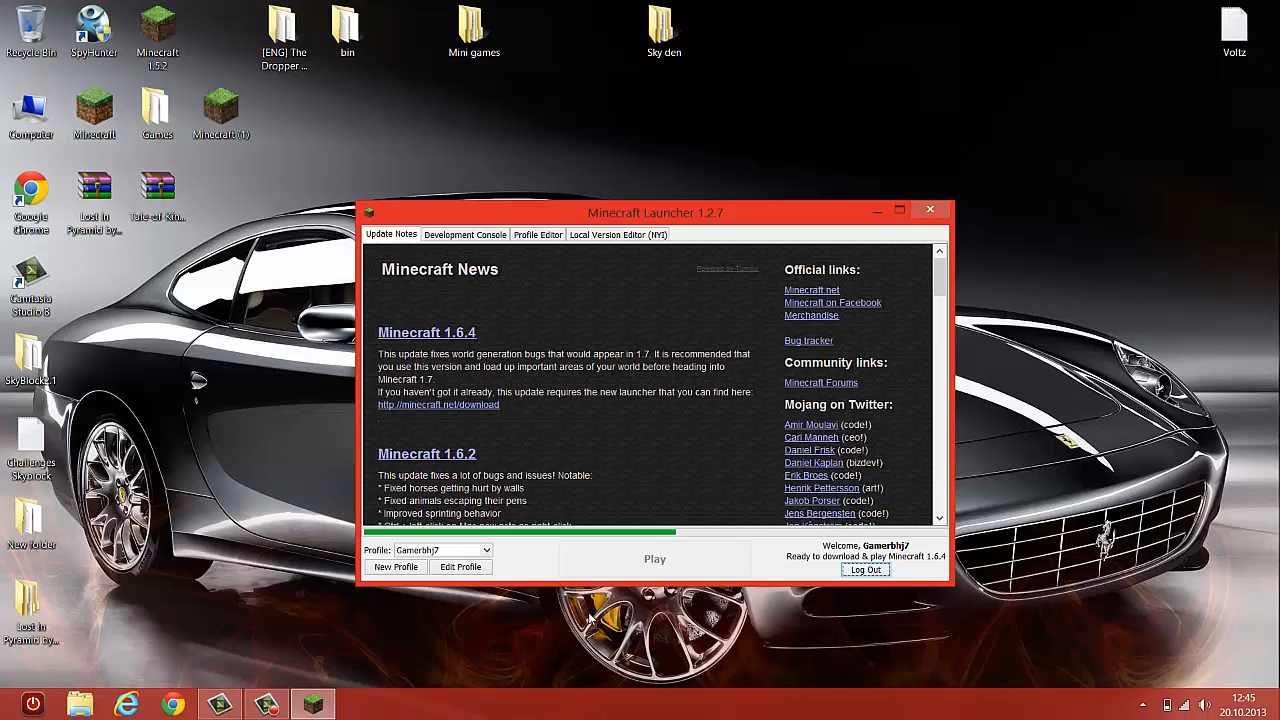 Recycle Bin
SpyHunter
Minecraft
1.5.2
[ENG] The
Dropper ...
bin
Mini games
Sky den
Voltz
Computer
Minecraft
Games
Minecraft (1)
Google
Chrome
Lost in
Pyramid by...
Tale-of-Kin...
Camtasia
Studio 8
SkyBlock2.1
Challenges
Skyblock
New folder
Lost in
Pyramid by...
Minecraft Launcher 1.2.7
Update Notes
Development Console
Profile Editor
Local Version Editor (NYI)
Minecraft News
Powered by Tumblr
Minecraft 1.6.4
This update fixes world generation bugs that would appear in 1.7. It is recommended that
you use this version and load up important areas of your world before heading into
Minecraft 1.7.
If you haven't got it already, this update requires the new launcher that you can find here:
http://minecraft.net/download
.
Minecraft 1.6.2
This update fixes a lot of bugs and issues! Notable:
* Fixed horses getting hurt by walls
* Fixed animals escaping their pens
* Improved sprinting behavior
Official links:
Minecraft.net
Minecraft on Facebook
Merchandise
Bug tracker
Community links:
Minecraft Forums
Mojang on Twitter:
Amir Moulavi (code!)
Carl Manneh (ceo!)
Daniel Frisk (code!)
Daniel Kaplan (bizdev!)
Erik Broes (code!)
Henrik Pettersson (art!)
Jakob Porser (code!)
Jens Bergensten (code!)
Profile:
Gamerbhj7
New Profile
Edit Profile
Play
Welcome, Gamerbhj7
Ready to download & play Minecraft 1.6.4
Log Out
12:45
20.10.2013